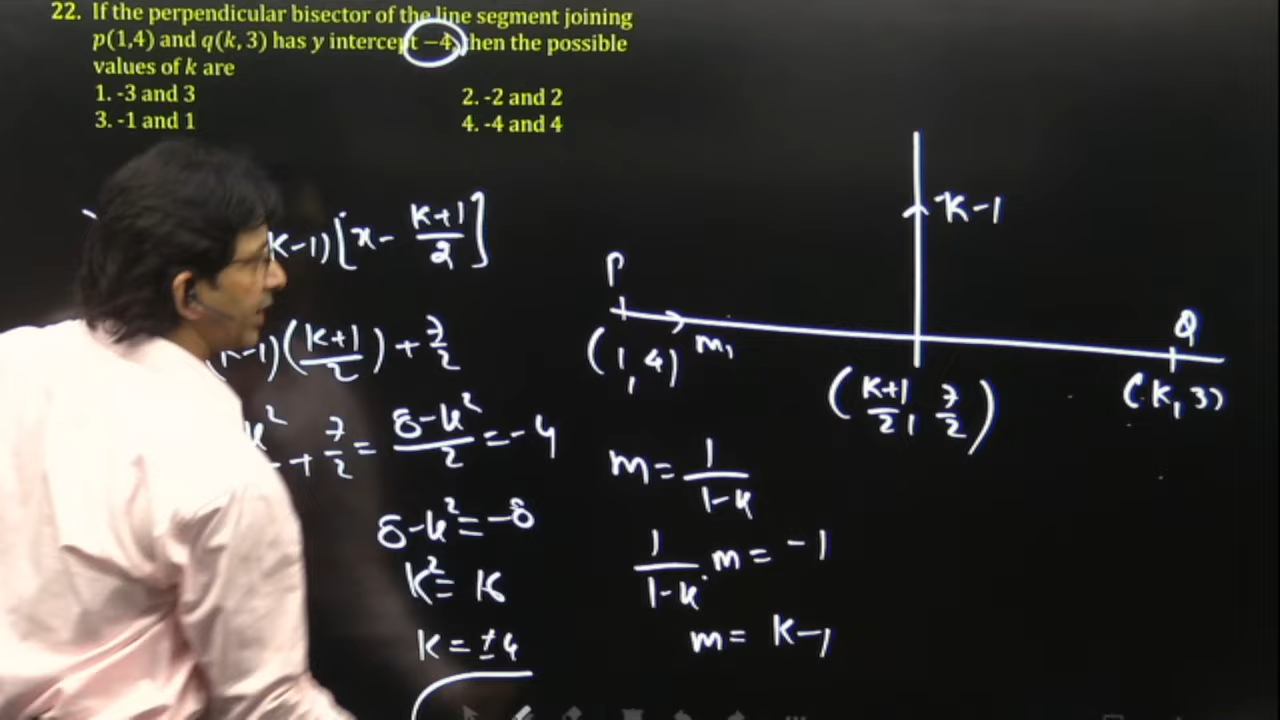 22. If the perpendicular bisector of the line segment joining
p(1,4) and q(k, 3) has y intercept −4, then the possible
values of k are
1. -3 and 3
2. -2 and 2
3. -1 and 1
4. -4 and 4
k-1)[x - (k+1)/2]
k-1
P
Q
(1, 4)
m₁
((k+1)/2, 7/2)
(k, 3)
-1)((k+1)/2) + 7/2
k² + 7/2 = (8-k²)/2 = -4
8-k² = -8
k² = 16
k = ±4
m = 1/(1-k)
1/(1-k) . m = -1
m = k-1